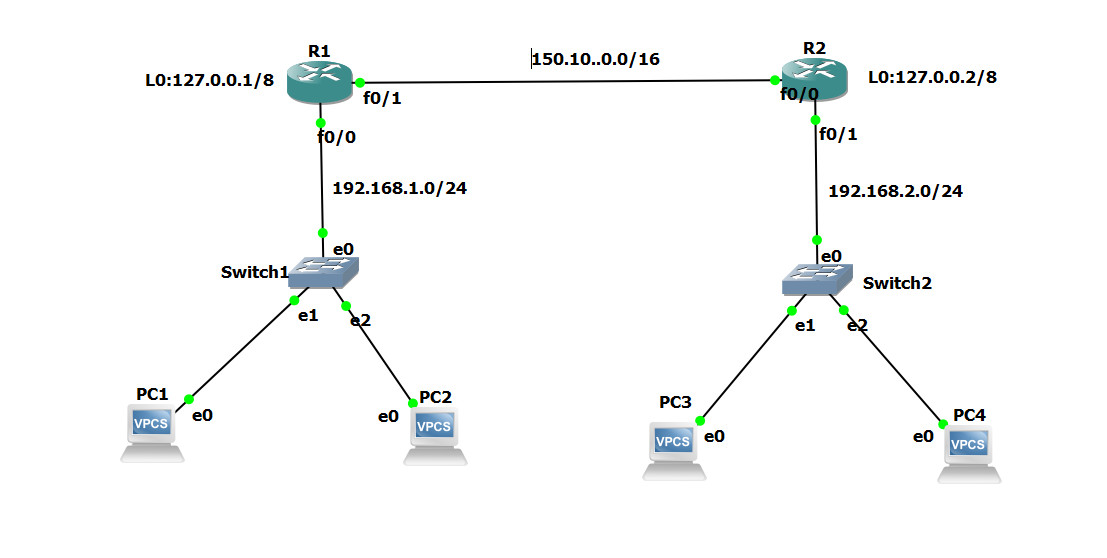 R1
150.10..0.0/16
R2
L0:127.0.0.1/8
L0:127.0.0.2/8
f0/1
f0/0
f0/0
f0/1
192.168.1.0/24
192.168.2.0/24
e0
e0
Switch1
Switch2
e1
e2
e1
e2
PC1
PC2
PC3
PC4
e0
e0
e0
e0
VPCS
VPCS
VPCS
VPCS